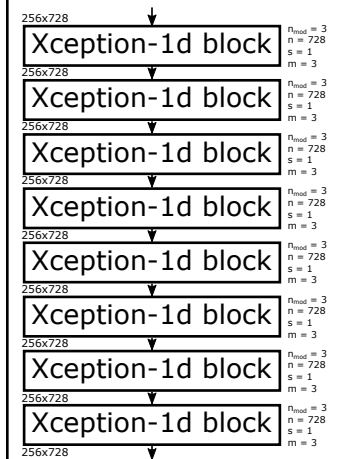 256x728
Xception-1d block
n_mod = 3
n = 728
s = 1
m = 3
256x728
Xception-1d block
n_mod = 3
n = 728
s = 1
m = 3
256x728
Xception-1d block
n_mod = 3
n = 728
s = 1
m = 3
256x728
Xception-1d block
n_mod = 3
n = 728
s = 1
m = 3
256x728
Xception-1d block
n_mod = 3
n = 728
s = 1
m = 3
256x728
Xception-1d block
n_mod = 3
n = 728
s = 1
m = 3
256x728
Xception-1d block
n_mod = 3
n = 728
s = 1
m = 3
256x728
Xception-1d block
n_mod = 3
n = 728
s = 1
m = 3
256x728